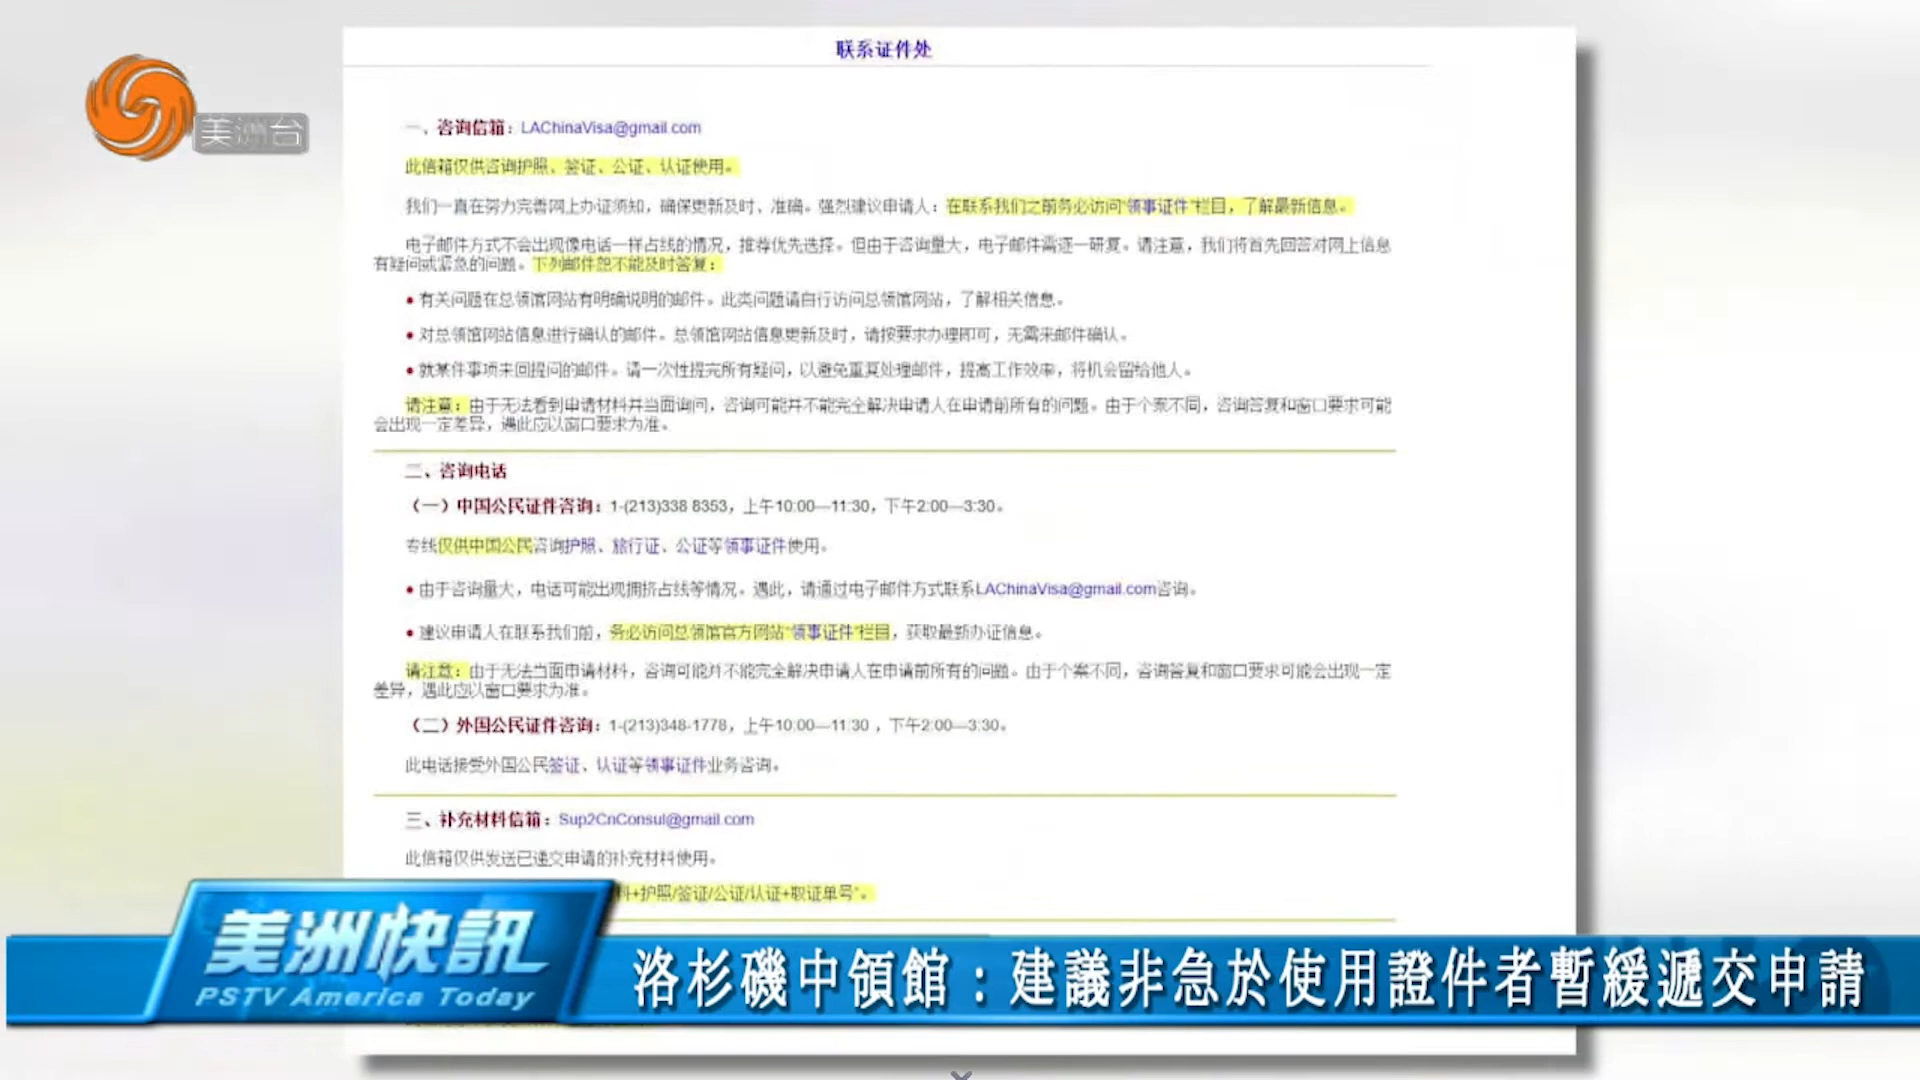 联系证件处
美洲台
一、咨询信箱：LAChinaVisa@gmail.com
此信箱仅供咨询护照、签证、公证、认证使用。
我们一直在努力完善网上办证须知，确保更新及时、准确。强烈建议申请人：在联系我们之前务必访问“领事证件”栏目，了解最新信息。
电子邮件方式不会出现像电话一样占线的情况，推荐优先选择。但由于咨询量大，电子邮件需逐一研复。请注意，我们将首先回答对网上信息
有疑问或紧急的问题。下列邮件恕不能及时答复：
• 有关问题在总领馆网站有明确说明的邮件。此类问题请自行访问总领馆网站，了解相关信息。
• 对总领馆网站信息进行确认的邮件。总领馆网站信息更新及时，请按要求办理即可，无需来邮件确认。
• 就某件事项来回提问的邮件。请一次性提完所有疑问，以避免重复处理邮件，提高工作效率，将机会留给他人。
请注意：由于无法看到申请材料并当面询问，咨询可能并不能完全解决申请人在申请前所有的问题。由于个案不同，咨询答复和窗口要求可能
会出现一定差异，遇此应以窗口要求为准。
二、咨询电话
（一）中国公民证件咨询：1-(213)338 8353，上午10:00—11:30，下午2:00—3:30。
专线仅供中国公民咨询护照、旅行证、公证等领事证件使用。
• 由于咨询量大，电话可能出现拥挤占线等情况。遇此，请通过电子邮件方式联系LAChinaVisa@gmail.com咨询。
• 建议申请人在联系我们前，务必访问总领馆官方网站“领事证件”栏目，获取最新办证信息。
请注意：由于无法当面申请材料，咨询可能并不能完全解决申请人在申请前所有的问题。由于个案不同，咨询答复和窗口要求可能会出现一定
差异，遇此应以窗口要求为准。
（二）外国公民证件咨询：1-(213)348-1778，上午10:00—11:30 ，下午2:00—3:30。
此电话接受外国公民签证、认证等领事证件业务咨询。
三、补充材料信箱：Sup2CnConsul@gmail.com
此信箱仅供发送已递交申请的补充材料使用。
料+护照/签证/公证/认证+取证单号”。
美洲快訊
PSTV America Today
洛杉磯中領館：建議非急於使用證件者暫緩遞交申請